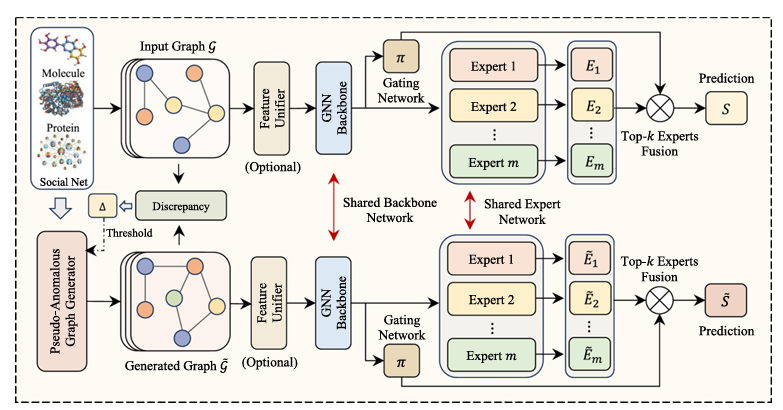 Molecule
Protein
Social Net
Input Graph 𝒢
Feature
Unifier
(Optional)
GNN
Backbone
π
Gating
Network
Expert 1
Expert 2
⋮
Expert m
E₁
E₂
⋮
Eₘ
Top-k Experts
Fusion
Prediction
S
Discrepancy
Δ
Threshold
Shared Backbone
Network
Shared Expert
Network
Pseudo-Anomalous
Graph Generator
Generated Graph 𝒢̃
Feature
Unifier
(Optional)
GNN
Backbone
Gating
Network
π
Expert 1
Expert 2
⋮
Expert m
Ẽ₁
Ẽ₂
⋮
Ẽₘ
Top-k Experts
Fusion
S̃
Prediction